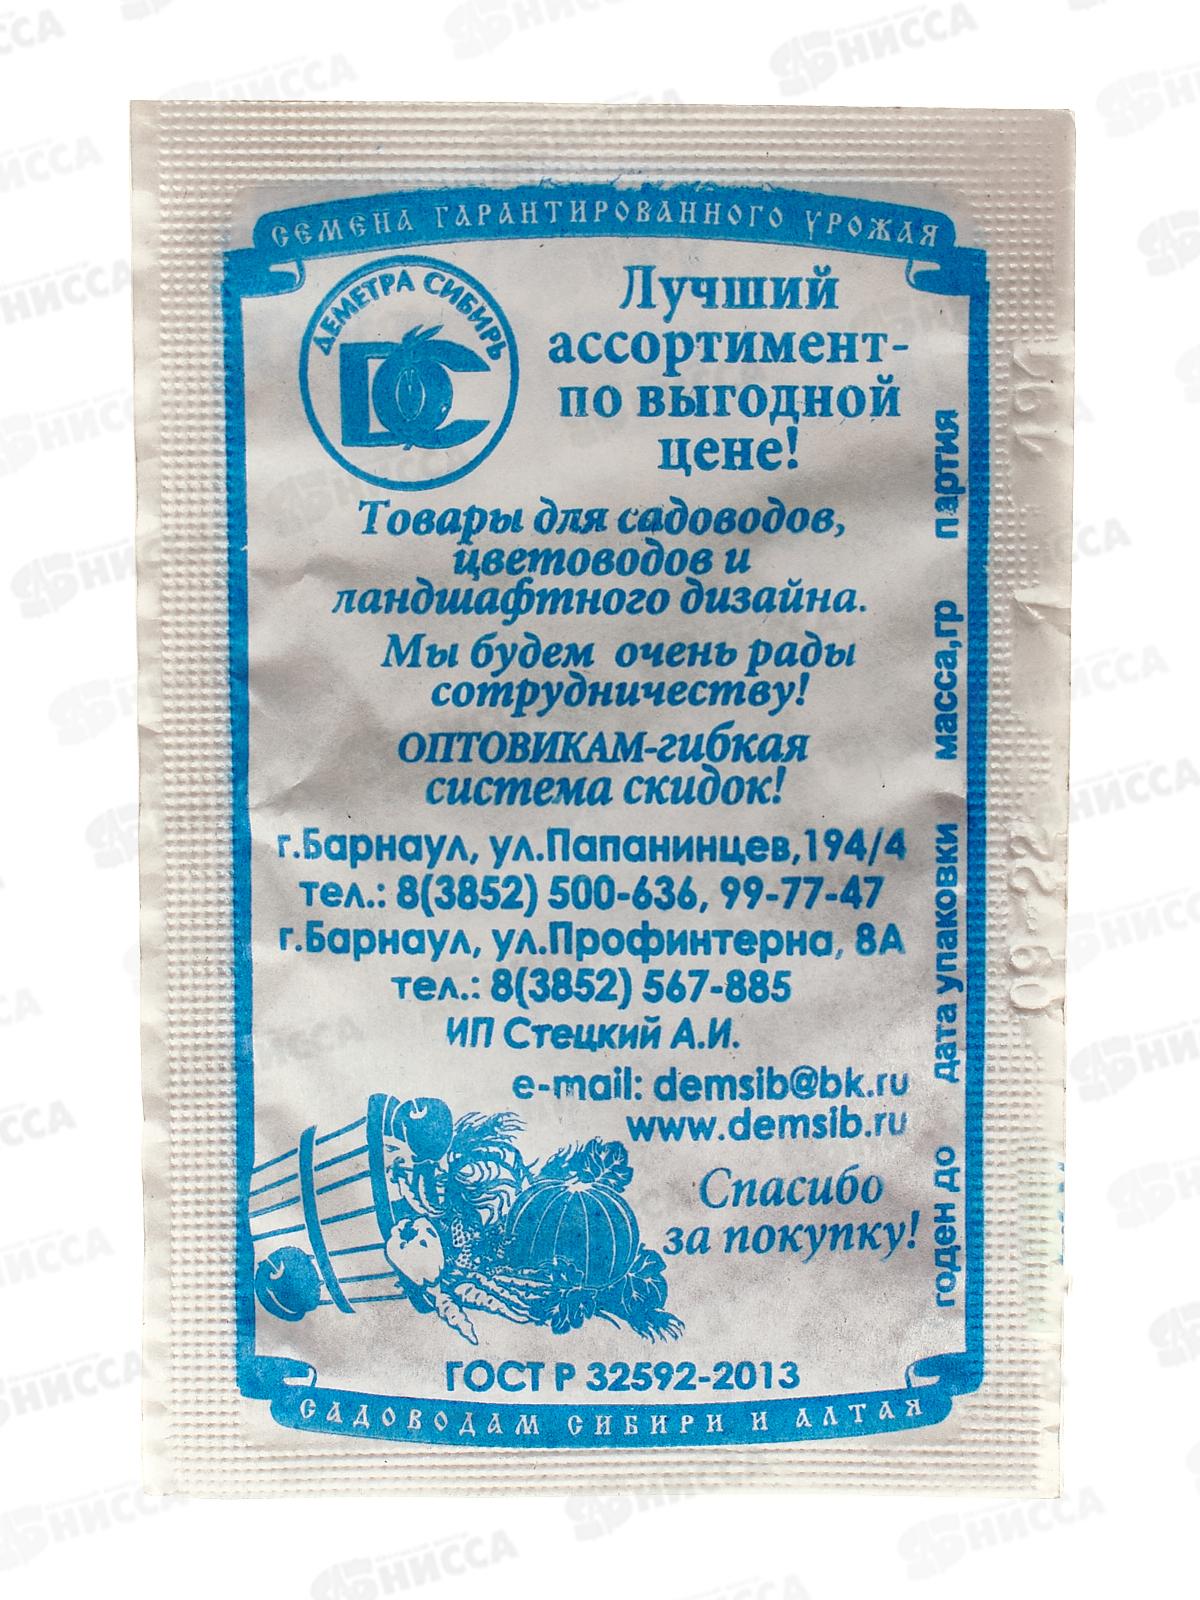 СЕМЕНА ГАРАНТИРОВАННОГО УРОЖАЯ
ДЕМЕТРА СИБИРЬ
DC
Лучший
ассортимент-
по выгодной
цене!
Товары для садоводов,
цветоводов и
ландшафтного дизайна.
Мы будем очень рады
сотрудничеству!
ОПТОВИКАМ-гибкая
система скидок!
г.Барнаул, ул.Папанинцев,194/4
тел.: 8(3852) 500-636, 99-77-47
г.Барнаул, ул.Профинтерна, 8А
тел.: 8(3852) 567-885
ИП Стецкий А.И.
e-mail: demsib@bk.ru
www.demsib.ru
Спасибо
за покупку!
ГОСТ Р 32592-2013
САДОВОДАМ СИБИРИ И АЛТАЯ
годен до дата упаковки масса,гр партия
09-22
НИССА